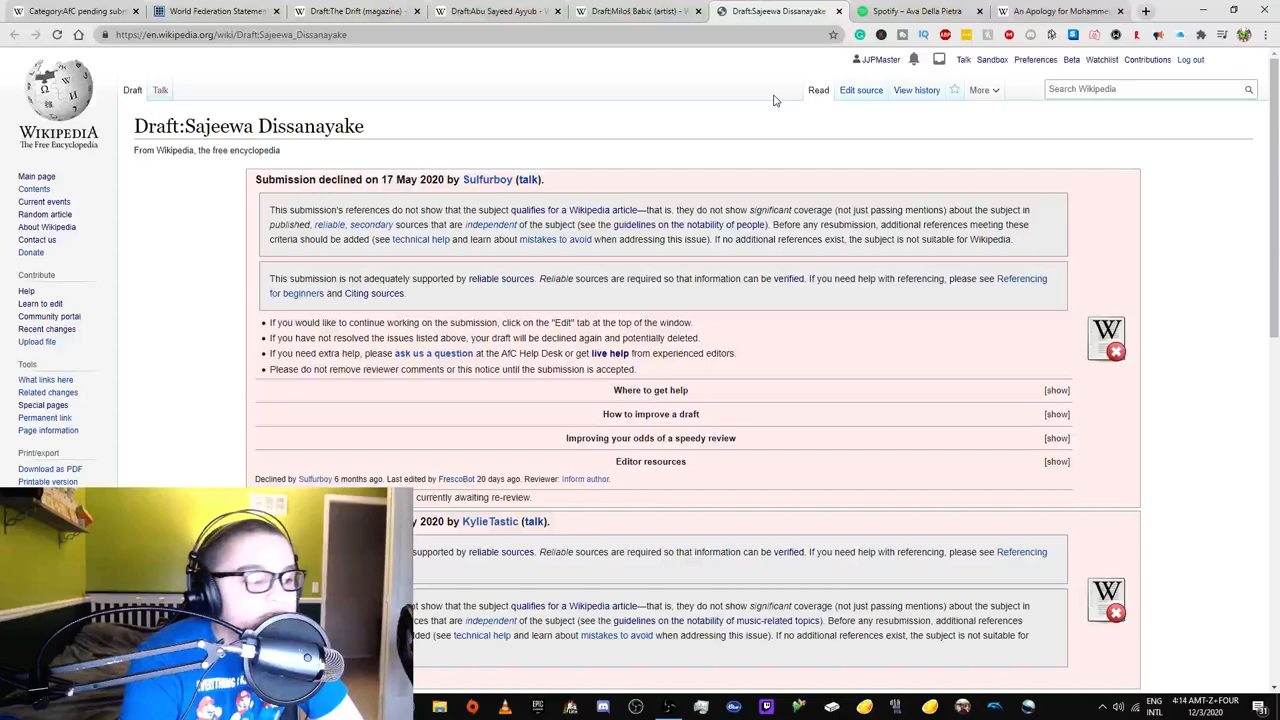 CategoryAfC pending sub
World Federation Statemen
Draft:The Drift (magazine) -
Draft:Abu Sayeed Ayyub - V
Draft:Miloš Babić (artist) - W
Draft:Sajeewa Dissanayake
Spotify – Ava Della Pietra
An Apology for Mohammed
https://en.wikipedia.org/wiki/Draft:Sajeewa_Dissanayake
JJPMaster Talk Sandbox Preferences Beta Watchlist Contributions Log out
Draft Talk Read Edit source View history More Search Wikipedia
WIKIPEDIA
The Free Encyclopedia
Main page
Contents
Current events
Random article
About Wikipedia
Contact us
Donate
Contribute
Help
Learn to edit
Community portal
Recent changes
Upload file
Tools
What links here
Related changes
Special pages
Permanent link
Page information
Print/export
Download as PDF
Printable version
Draft:Sajeewa Dissanayake
From Wikipedia, the free encyclopedia
Submission declined on 17 May 2020 by Sulfurboy (talk).
This submission's references do not show that the subject qualifies for a Wikipedia article—that is, they do not show significant coverage (not just passing mentions) about the subject in
published, reliable, secondary sources that are independent of the subject (see the guidelines on the notability of people). Before any resubmission, additional references meeting these
criteria should be added (see technical help and learn about mistakes to avoid when addressing this issue). If no additional references exist, the subject is not suitable for Wikipedia.
This submission is not adequately supported by reliable sources. Reliable sources are required so that information can be verified. If you need help with referencing, please see Referencing
for beginners and Citing sources.
• If you would like to continue working on the submission, click on the "Edit" tab at the top of the window.
• If you have not resolved the issues listed above, your draft will be declined again and potentially deleted.
• If you need extra help, please ask us a question at the AfC Help Desk or get live help from experienced editors.
• Please do not remove reviewer comments or this notice until the submission is accepted.
Where to get help [show]
How to improve a draft [show]
Improving your odds of a speedy review [show]
Editor resources [show]
Declined by Sulfurboy 6 months ago. Last edited by FrescoBot 20 days ago. Reviewer: Inform author.
currently awaiting re-review.
y 2020 by KylieTastic (talk).
supported by reliable sources. Reliable sources are required so that information can be verified. If you need help with referencing, please see Referencing
ot show that the subject qualifies for a Wikipedia article—that is, they do not show significant coverage (not just passing mentions) about the subject in
ces that are independent of the subject (see the guidelines on the notability of music-related topics). Before any resubmission, additional references
dded (see technical help and learn about mistakes to avoid when addressing this issue). If no additional references exist, the subject is not suitable for
ENG
INTL
4:14 AMT-Z+FOUR
12/3/2020